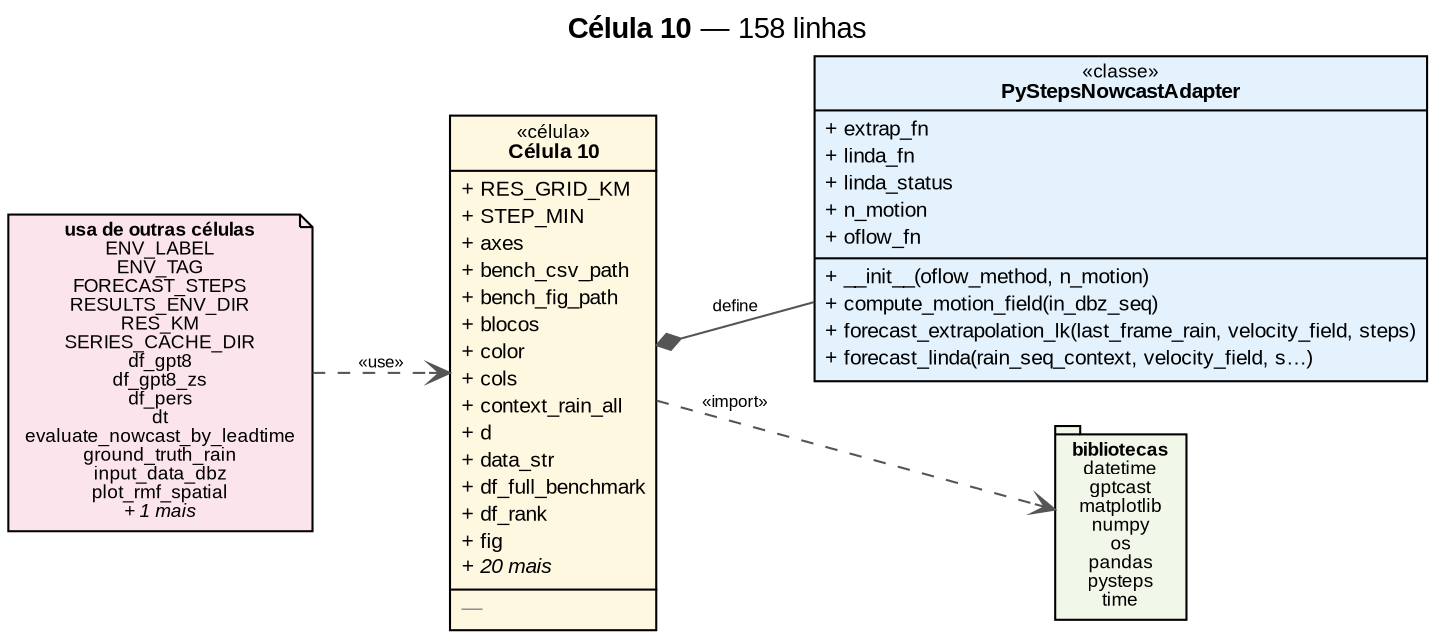 Célula 10 — 158 linhas
usa de outras células
ENV_LABEL
ENV_TAG
FORECAST_STEPS
RESULTS_ENV_DIR
RES_KM
SERIES_CACHE_DIR
df_gpt8
df_gpt8_zs
df_pers
dt
evaluate_nowcast_by_leadtime
ground_truth_rain
input_data_dbz
plot_rmf_spatial
+ 1 mais
«use»
«célula»
Célula 10
+ RES_GRID_KM
+ STEP_MIN
+ axes
+ bench_csv_path
+ bench_fig_path
+ blocos
+ color
+ cols
+ context_rain_all
+ d
+ data_str
+ df_full_benchmark
+ df_rank
+ fig
+ 20 mais
—
define
«import»
«classe»
PyStepsNowcastAdapter
+ extrap_fn
+ linda_fn
+ linda_status
+ n_motion
+ oflow_fn
+ __init__(oflow_method, n_motion)
+ compute_motion_field(in_dbz_seq)
+ forecast_extrapolation_lk(last_frame_rain, velocity_field, steps)
+ forecast_linda(rain_seq_context, velocity_field, s…)
bibliotecas
datetime
gptcast
matplotlib
numpy
os
pandas
pysteps
time